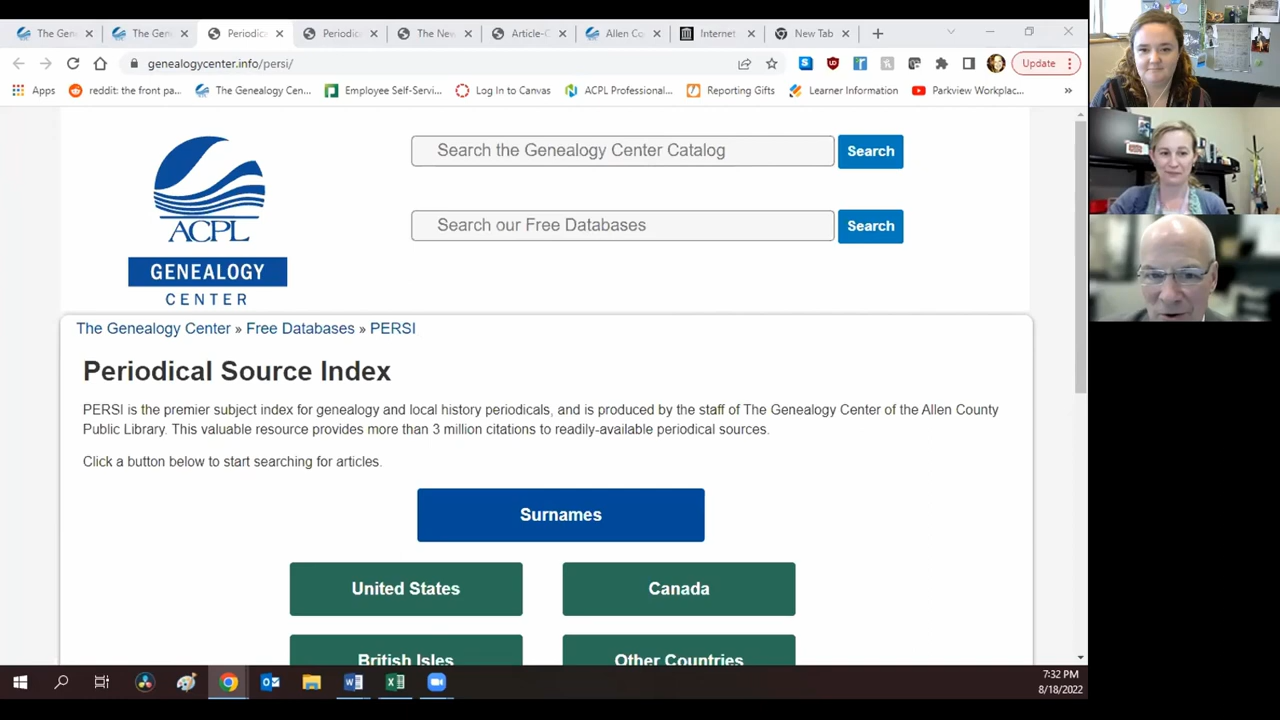 The Gen
The Gen
Periodic
Periodic
The New
Article-C
Allen Co
Internet
New Tab
genealogycenter.info/persi/
Update
Apps
reddit: the front pa...
The Genealogy Cen...
Employee Self-Servi...
Log In to Canvas
ACPL Professional...
Reporting Gifts
Learner Information
Parkview Workplac...
»
Search the Genealogy Center Catalog
Search
Search our Free Databases
Search
ACPL
GENEALOGY
CENTER
The Genealogy Center » Free Databases » PERSI
Periodical Source Index
PERSI is the premier subject index for genealogy and local history periodicals, and is produced by the staff of The Genealogy Center of the Allen County
Public Library. This valuable resource provides more than 3 million citations to readily-available periodical sources.
Click a button below to start searching for articles.
Surnames
United States
Canada
British Isles
Other Countries
7:32 PM
8/18/2022